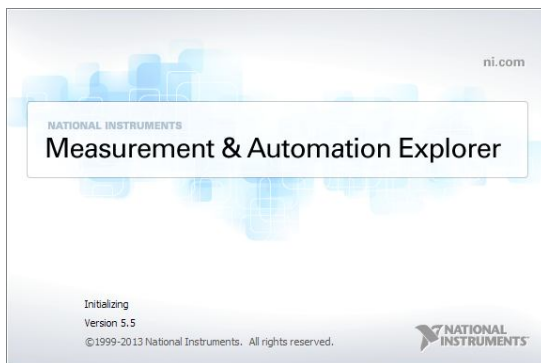 ni.com
NATIONAL INSTRUMENTS
Measurement & Automation Explorer
Initializing
Version 5.5
©1999-2013 National Instruments. All rights reserved.
NATIONAL
INSTRUMENTS